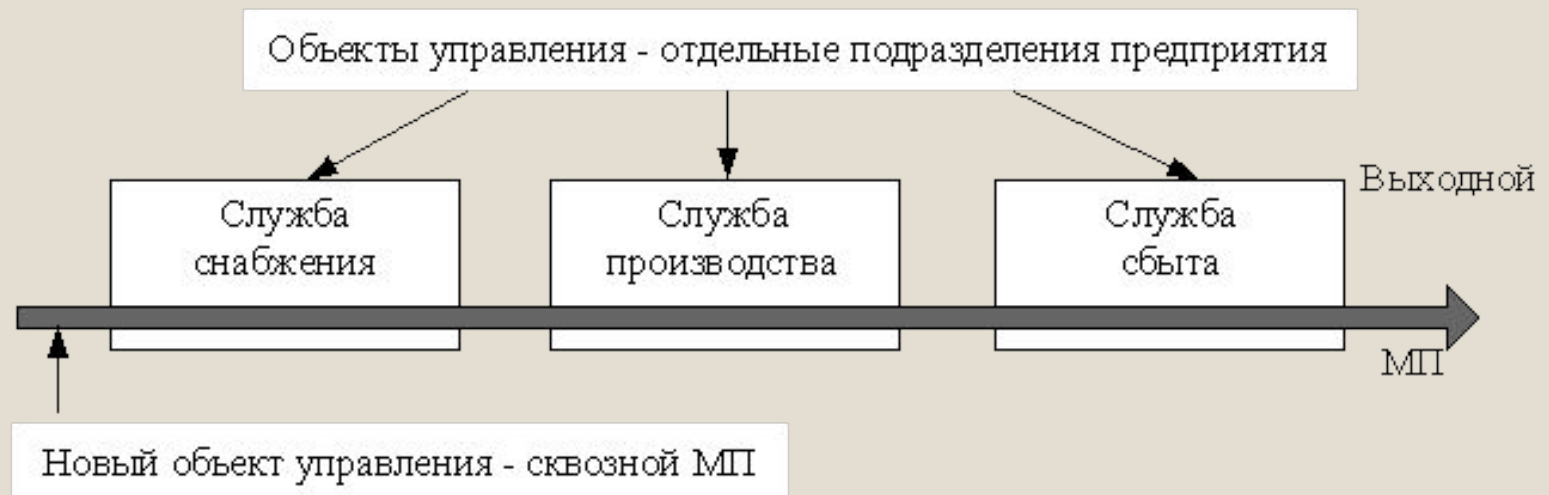 Объекты управления - отдельные подразделения предприятия
Служба
снабжения
Служба
производства
Служба
сбыта
Выходной
МП
Новый объект управления - сквозной МП